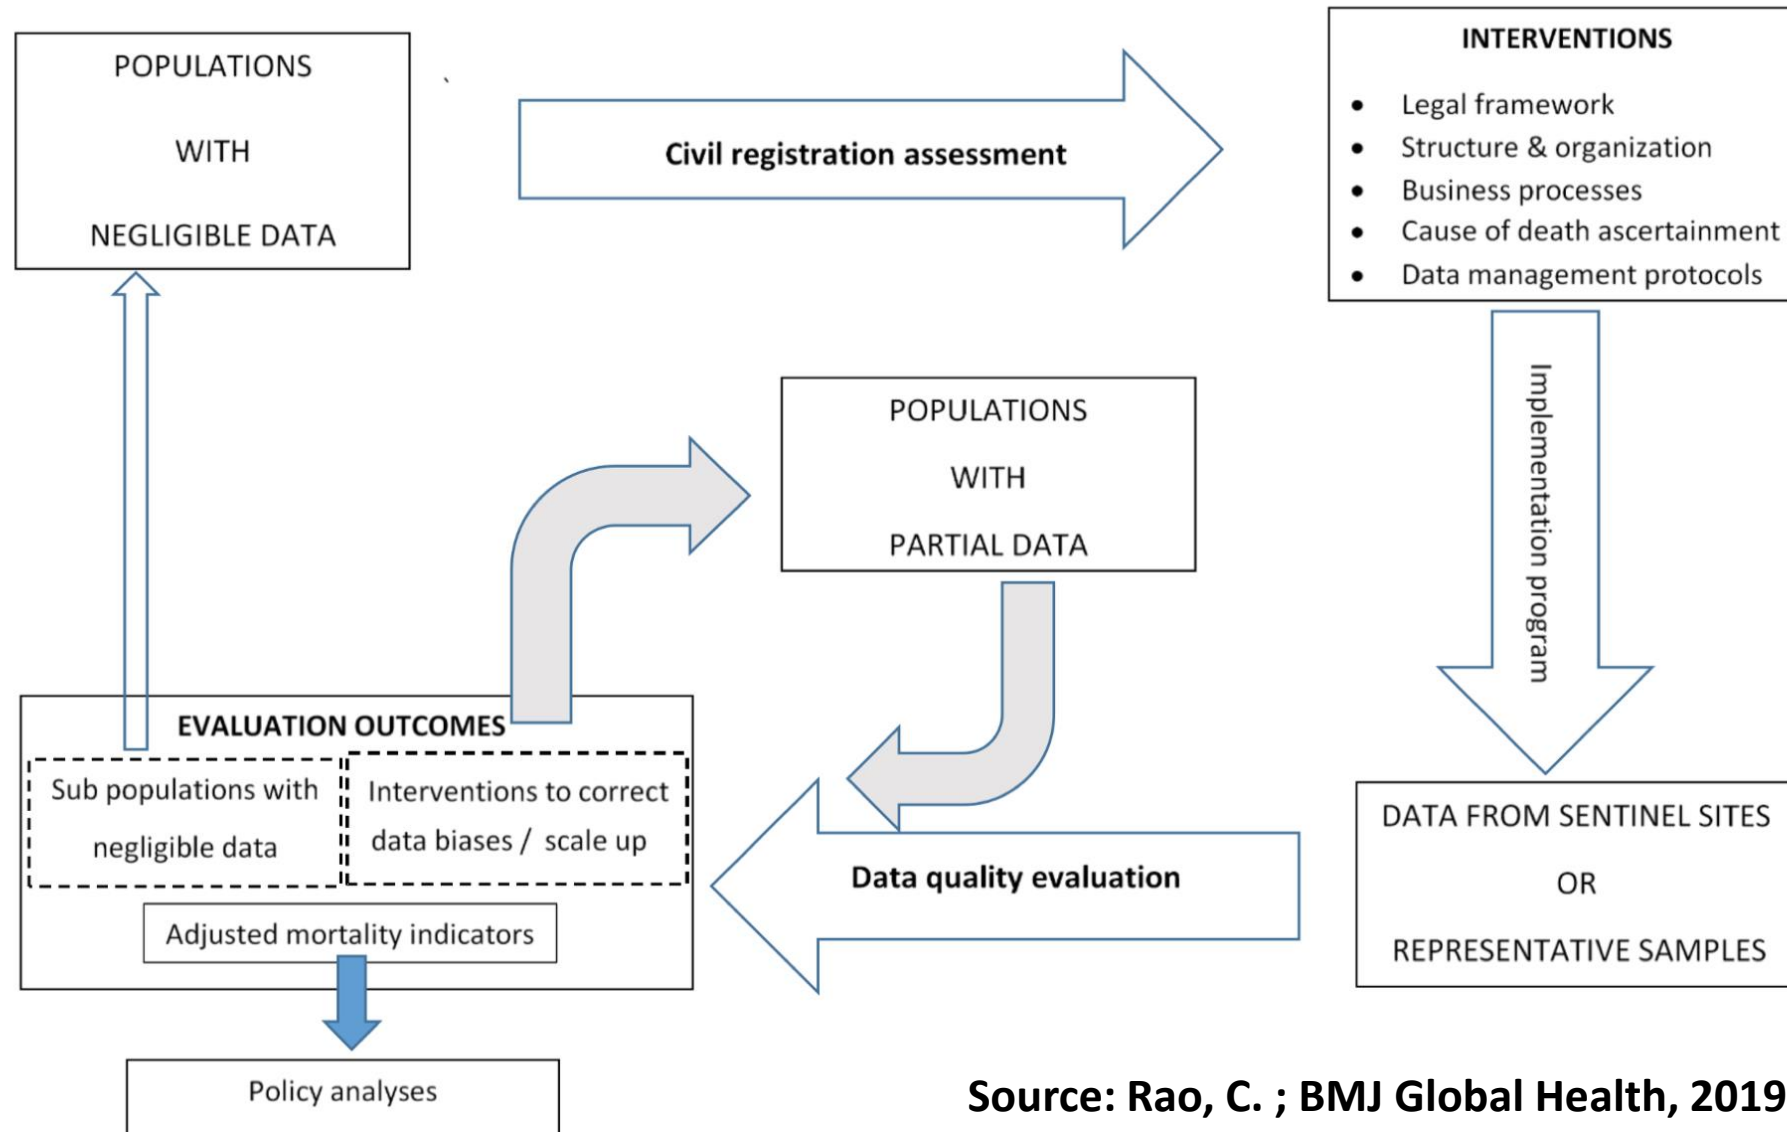 POPULATIONS
WITH
NEGLIGIBLE DATA
`
Civil registration assessment
INTERVENTIONS
• Legal framework
• Structure & organization
• Business processes
• Cause of death ascertainment
• Data management protocols
Implementation program
POPULATIONS
WITH
PARTIAL DATA
DATA FROM SENTINEL SITES
OR
REPRESENTATIVE SAMPLES
Data quality evaluation
EVALUATION OUTCOMES
Sub populations with
negligible data
Interventions to correct
data biases / scale up
Adjusted mortality indicators
Policy analyses
Source: Rao, C. ; BMJ Global Health, 2019